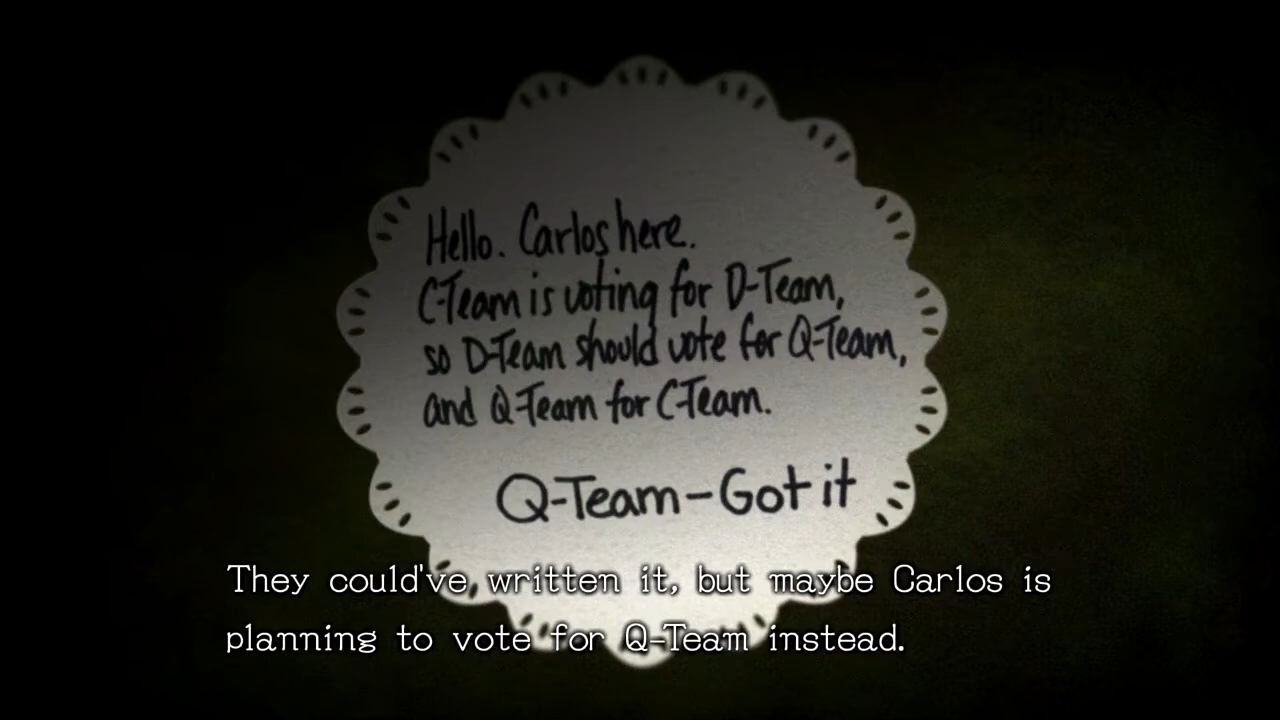 Hello. Carlos here.
C-Team is voting for D-Team,
so D-Team should vote for Q-Team,
and Q-Team for C-Team.
Q-Team-Got it
They could've written it, but maybe Carlos is
planning to vote for Q-Team instead.